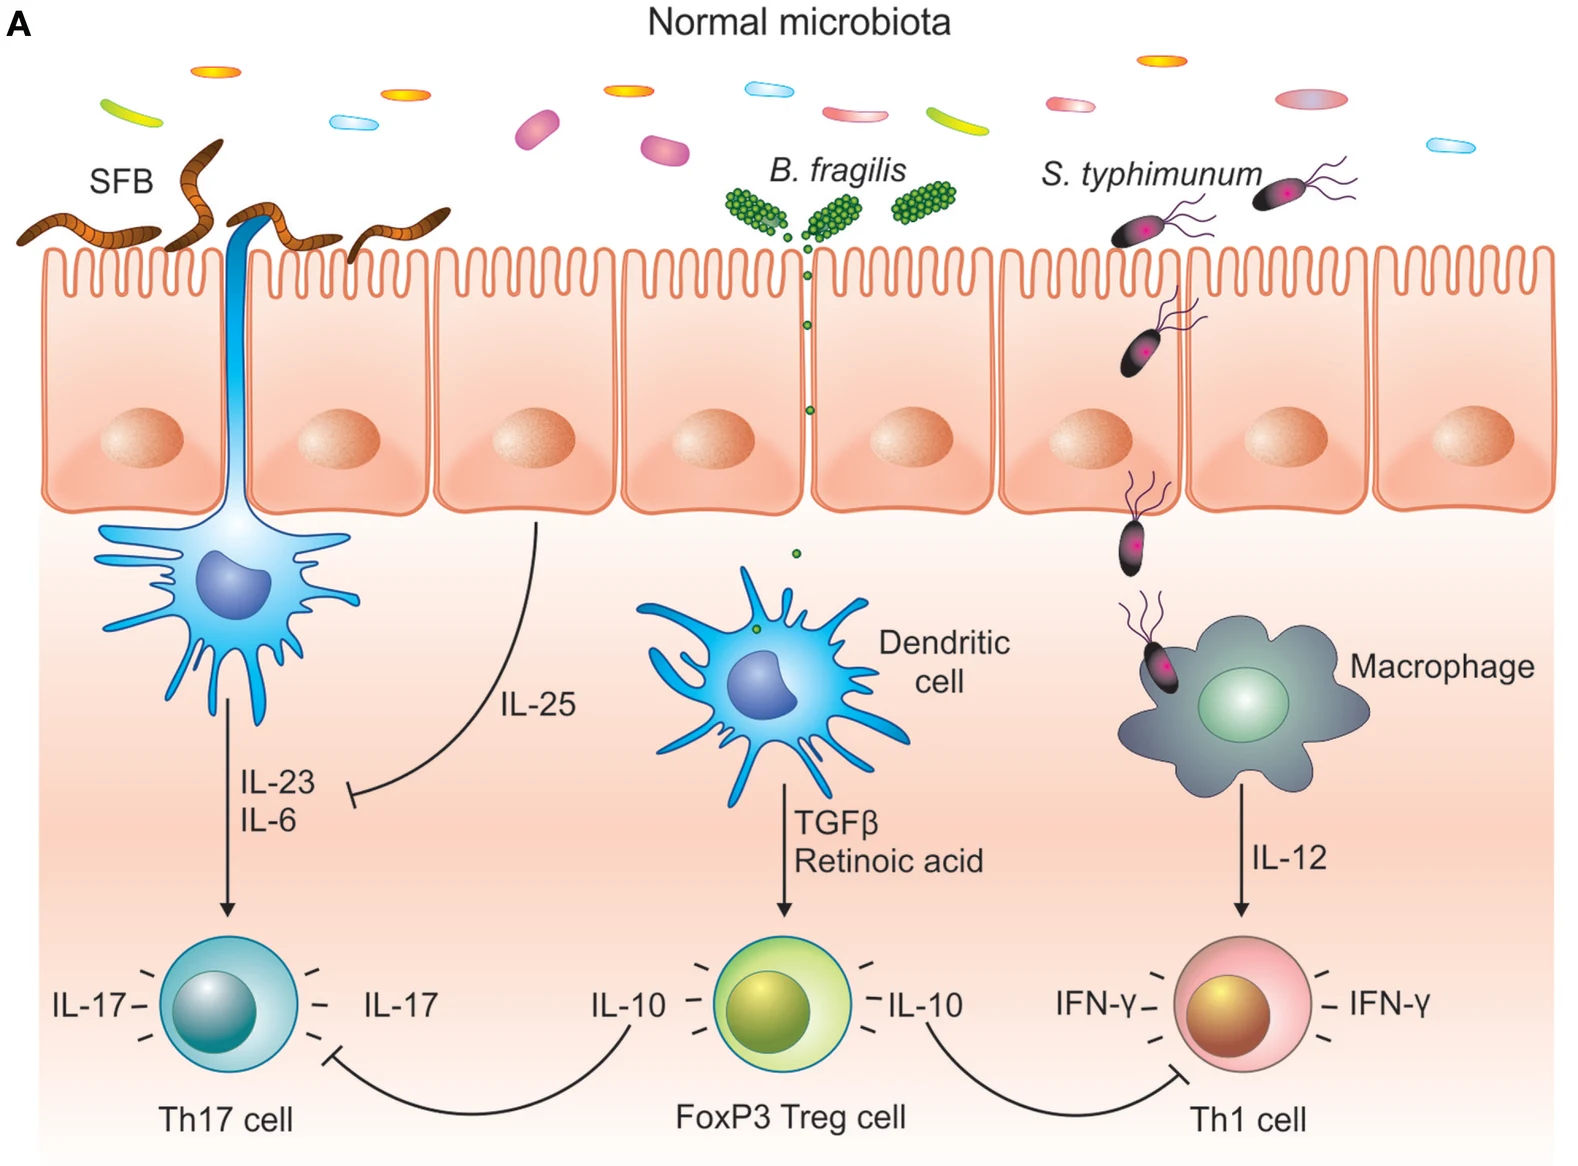 A
Normal microbiota
SFB
B. fragilis
S. typhimunum
Dendritic
cell
Macrophage
IL-25
IL-23
IL-6
TGFβ
Retinoic acid
IL-12
IL-17
IL-17
IL-10
IL-10
IFN-γ
IFN-γ
Th17 cell
FoxP3 Treg cell
Th1 cell